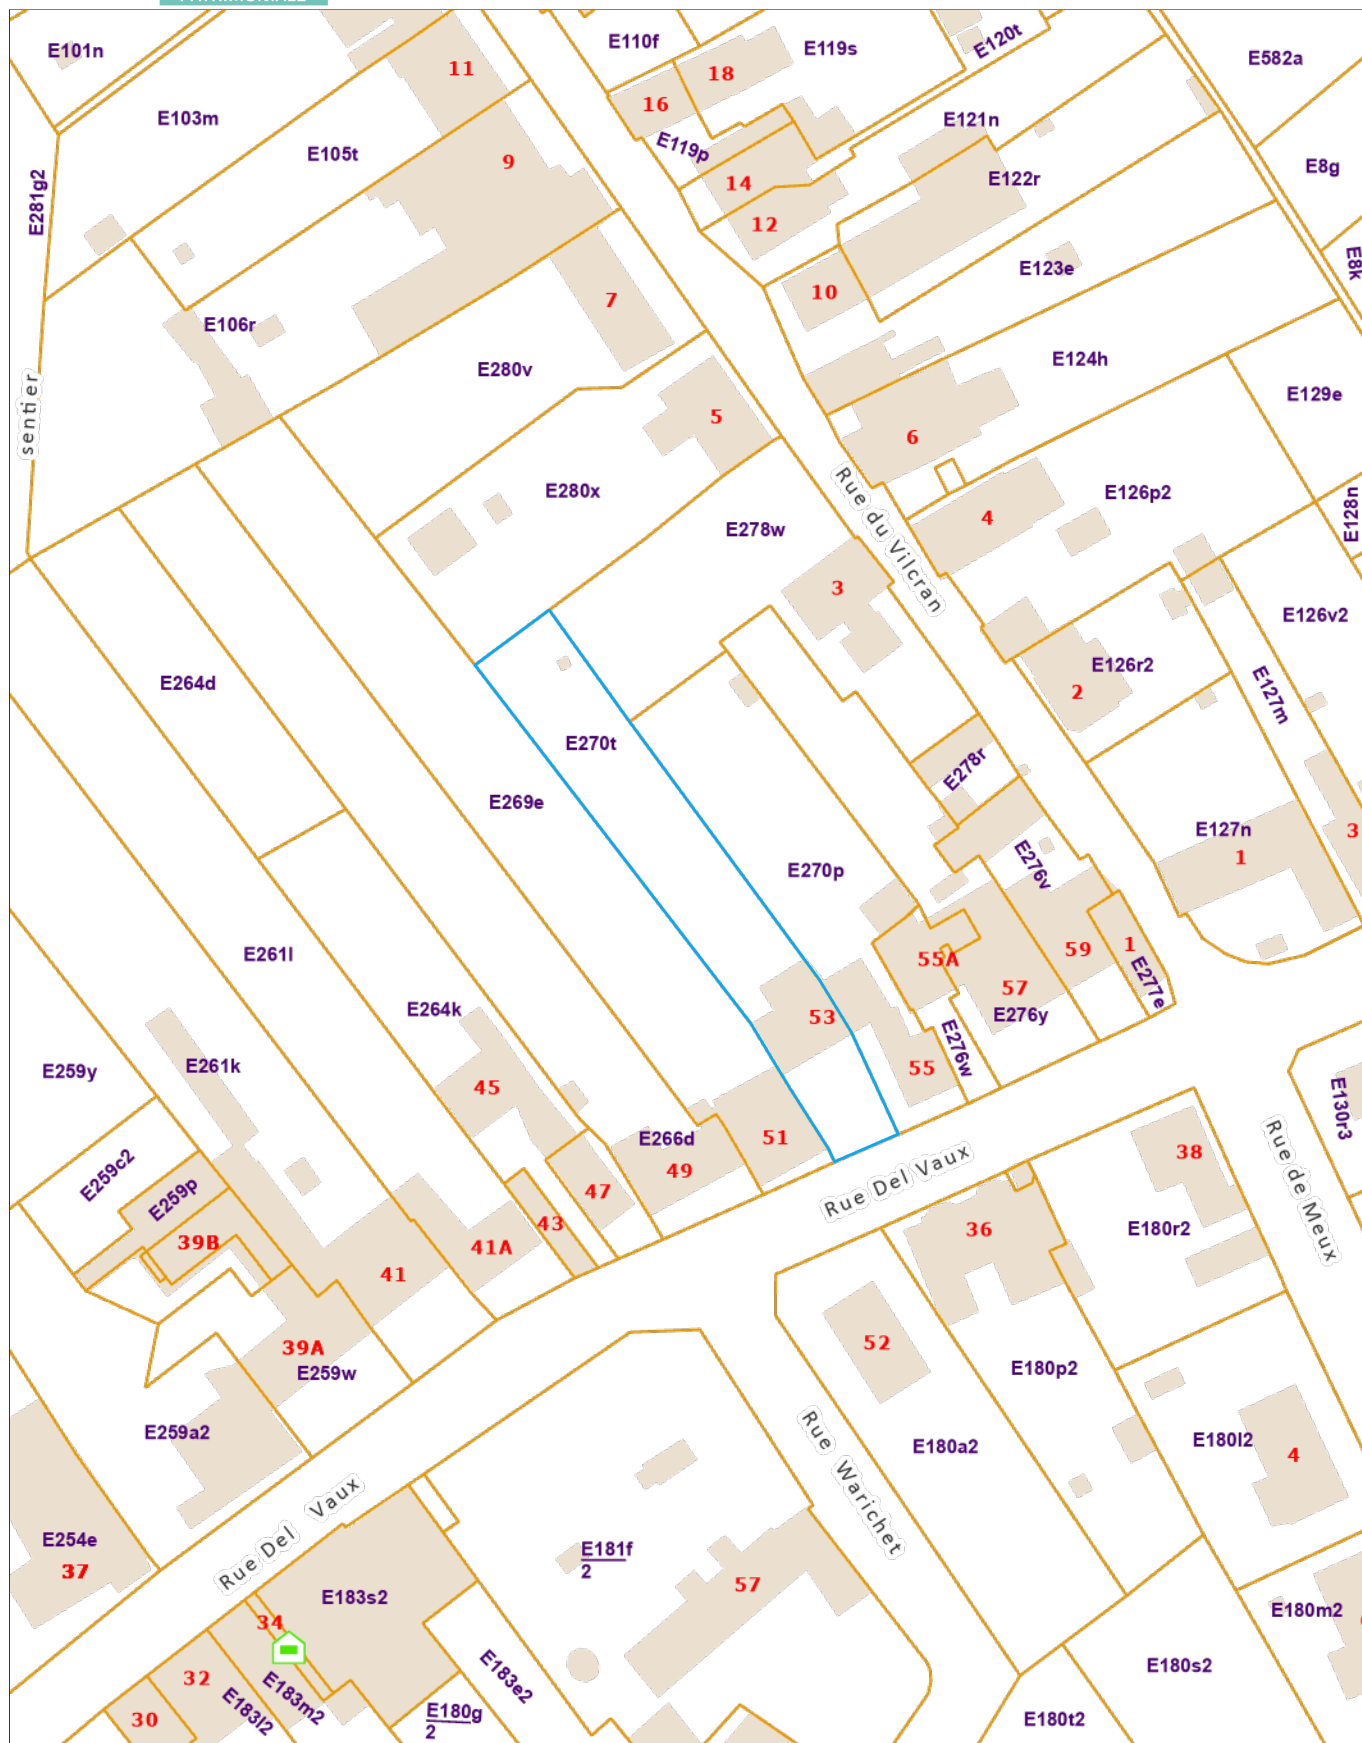 E101n
11
E110f
E119s
E120t
E582a
18
16
E103m
E105t
9
E119p
E121n
E8g
E281g2
14
E122r
12
E8k
E123e
10
7
E106r
E280v
E124h
E129e
sentier
5
6
E280x
E126p2
E128n
E278w
Rue du Vilcran
4
3
E126v2
E264d
E126r2
2
E127m
E270t
E278r
E269e
E127n
3
1
E270p
E276v
E261l
55A
59
1
E277e
57
E264k
53
E276y
E276w
E259y
E261k
45
55
E130r3
E266d
51
49
38
Rue de Meux
E259c2
E259p
47
Rue Del Vaux
39B
43
36
E180r2
41A
41
39A
52
E259w
E180p2
E259a2
Rue Warichet
E180a2
E180l2
4
Rue Del Vaux
E254e
37
E181f
2
57
E183s2
34
E180m2
E183e2
32
E183m2
E183l2
E180s2
30
E180g
2
E180t2